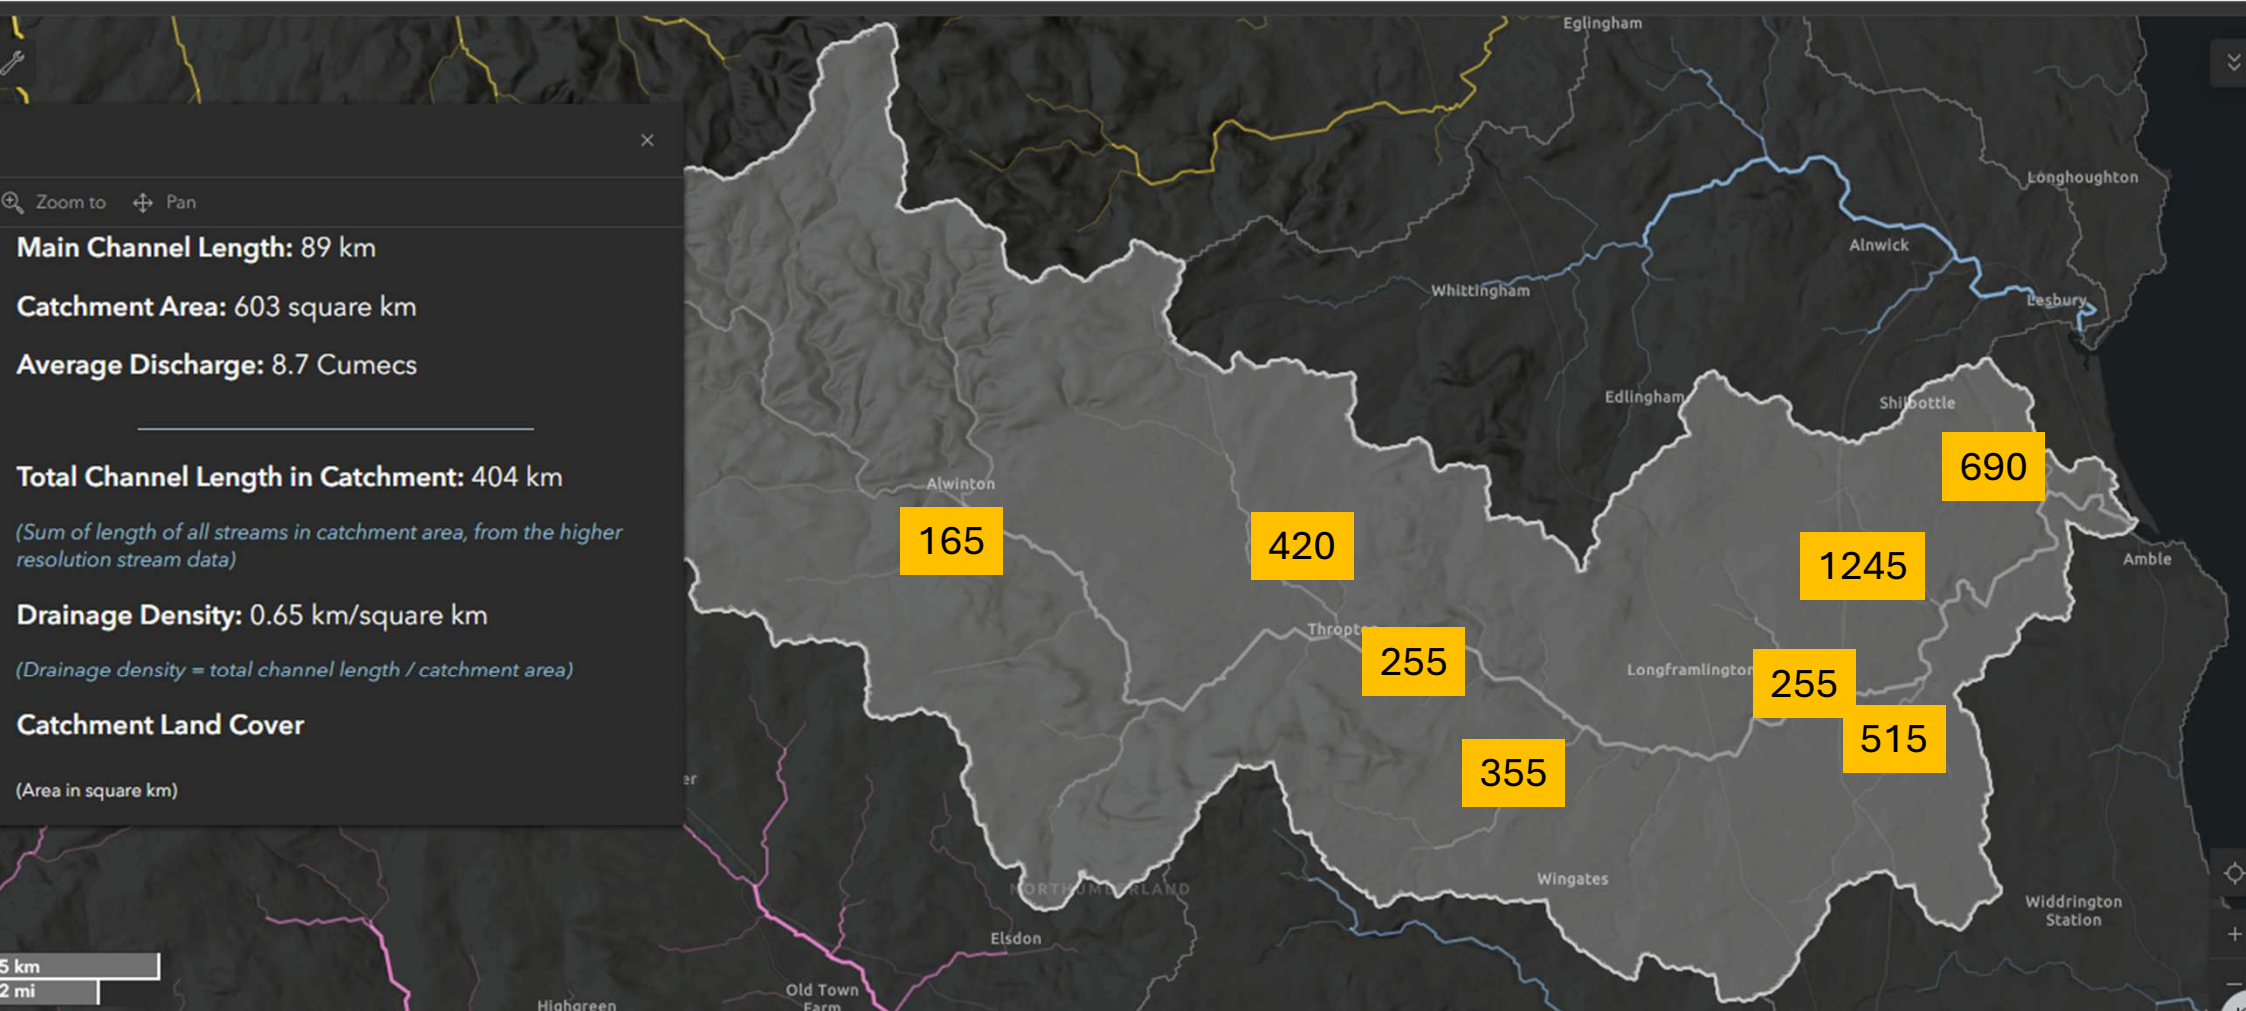 Eglingham
Longhoughton
Zoom to
Pan
Main Channel Length: 89 km
Alnwick
Whittingham
Lesbury
Catchment Area: 603 square km
Average Discharge: 8.7 Cumecs
Edlingham
Shilbottle
690
Total Channel Length in Catchment: 404 km
Alwinton
(Sum of length of all streams in catchment area, from the higher
resolution stream data)
165
420
1245
Amble
Drainage Density: 0.65 km/square km
255
(Drainage density = total channel length / catchment area)
Longframlington
255
Catchment Land Cover
515
355
er
(Area in square km)
Wingates
NORTHUMBERLAND
Widdrington
Station
Elsdon
5 km
2 mi
Old Town
Farm
Highgreen